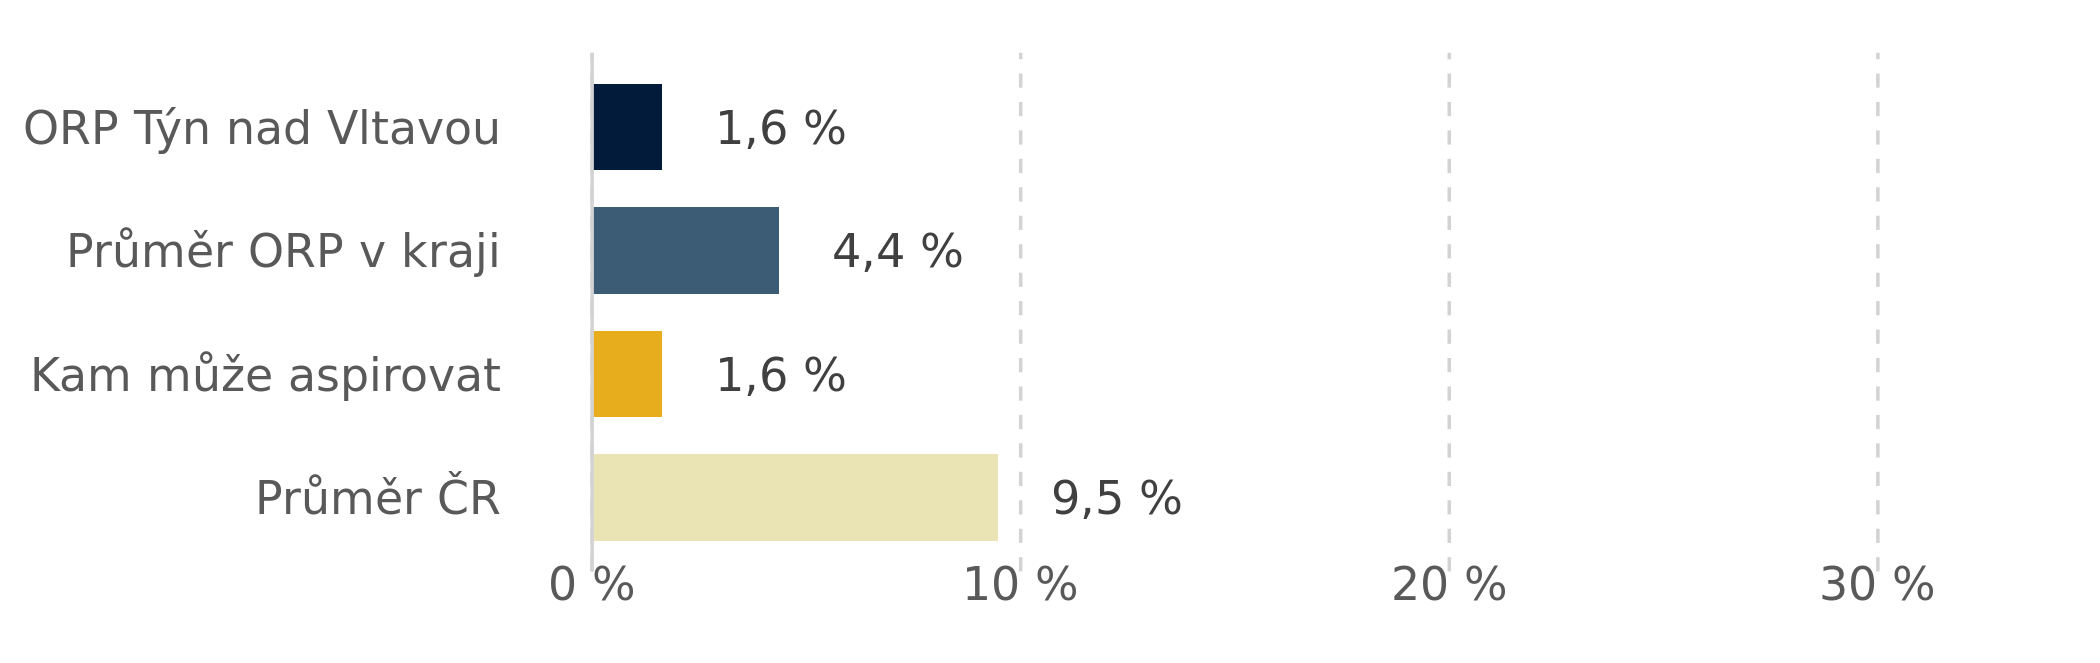 ORP Týn nad Vltavou 1,6 %
Průměr ORP v kraji 4,4 %
Kam může aspirovat 1,6 %
Průměr ČR 9,5 %
0 % 10 % 20 % 30 %